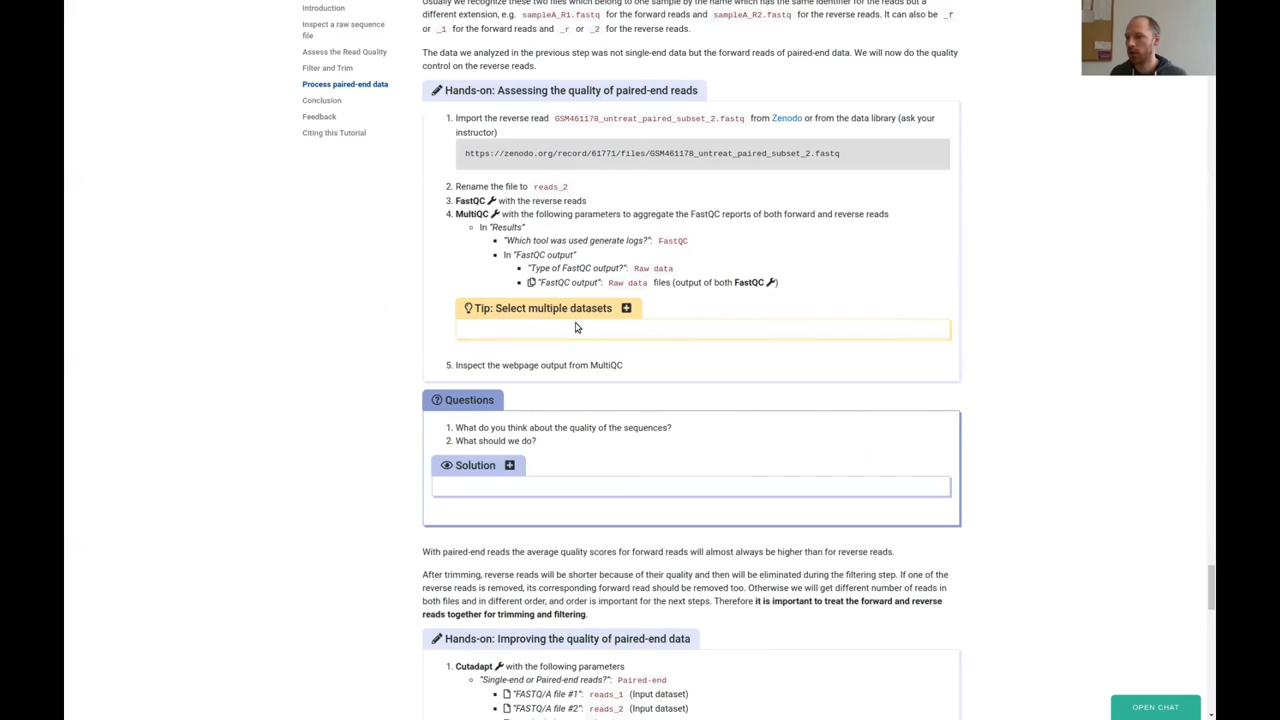 Introduction
Inspect a raw sequence
file
Assess the Read Quality
Filter and Trim
Process paired-end data
Conclusion
Feedback
Citing this Tutorial
Usually we recognize these two files which belong to one sample by the name which has the same identifier for the reads but a
different extension, e.g. sampleA_R1.fastq for the forward reads and sampleA_R2.fastq for the reverse reads. It can also be _f
or _1 for the forward reads and _r or _2 for the reverse reads.
The data we analyzed in the previous step was not single-end data but the forward reads of paired-end data. We will now do the quality
control on the reverse reads.
Hands-on: Assessing the quality of paired-end reads
1. Import the reverse read GSM461178_untreat_paired_subset_2.fastq from Zenodo or from the data library (ask your
instructor)
https://zenodo.org/record/61771/files/GSM461178_untreat_paired_subset_2.fastq
2. Rename the file to reads_2
3. FastQC with the reverse reads
4. MultiQC with the following parameters to aggregate the FastQC reports of both forward and reverse reads
In "Results"
"Which tool was used generate logs?": FastQC
In "FastQC output"
"Type of FastQC output?": Raw data
"FastQC output": Raw data files (output of both FastQC)
Tip: Select multiple datasets
5. Inspect the webpage output from MultiQC
Questions
1. What do you think about the quality of the sequences?
2. What should we do?
Solution
With paired-end reads the average quality scores for forward reads will almost always be higher than for reverse reads.
After trimming, reverse reads will be shorter because of their quality and then will be eliminated during the filtering step. If one of the
reverse reads is removed, its corresponding forward read should be removed too. Otherwise we will get different number of reads in
both files and in different order, and order is important for the next steps. Therefore it is important to treat the forward and reverse
reads together for trimming and filtering.
Hands-on: Improving the quality of paired-end data
1. Cutadapt with the following parameters
"Single-end or Paired-end reads?": Paired-end
"FASTQ/A file #1": reads_1 (Input dataset)
"FASTQ/A file #2": reads_2 (Input dataset)
OPEN CHAT